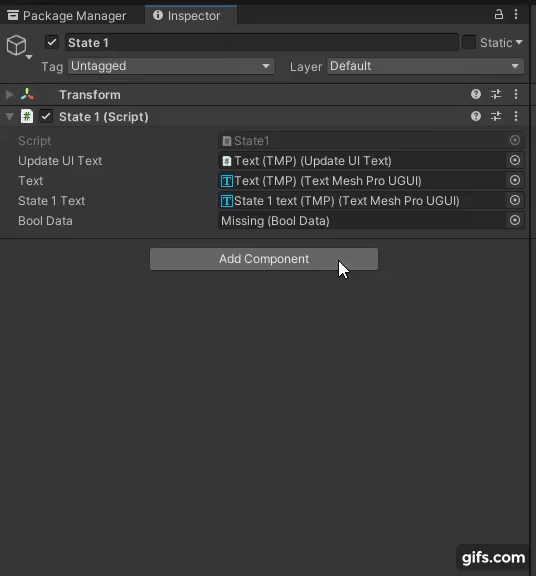 Package Manager Inspector
State 1 Static
Tag Untagged Layer Default
Transform
# State 1 (Script)
Script # State1
Update UI Text # Text (TMP) (Update UI Text)
Text T Text (TMP) (Text Mesh Pro UGUI)
State 1 Text T State 1 text (TMP) (Text Mesh Pro UGUI)
Bool Data Missing (Bool Data)
Add Component
gifs.com